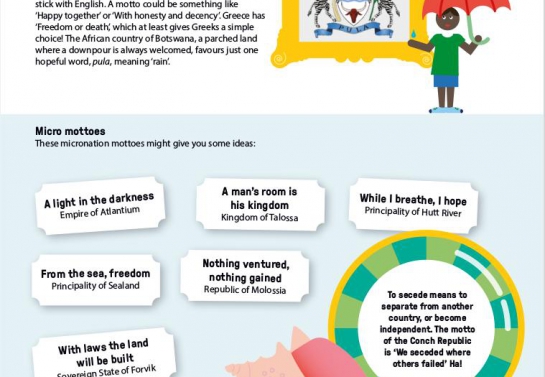 stick with English. A motto could be something like
'Happy together' or 'With honesty and decency'. Greece has
'Freedom or death', which at least gives Greeks a simple
choice! The African country of Botswana, a parched land
where a downpour is always welcomed, favours just one
hopeful word, pula, meaning 'rain'.
PULA
Micro mottoes
These micronation mottoes might give you some ideas:
A light in the darkness
Empire of Atlantium
A man's room is
his kingdom
Kingdom of Talossa
While I breathe, I hope
Principality of Hutt River
From the sea, freedom
Principality of Sealand
Nothing ventured,
nothing gained
Republic of Molossia
With laws the land
will be built
Sovereign State of Forvik
To secede means to
separate from another
country, or become
independent. The motto
of the Conch Republic
is 'We seceded where
others failed' Ha!